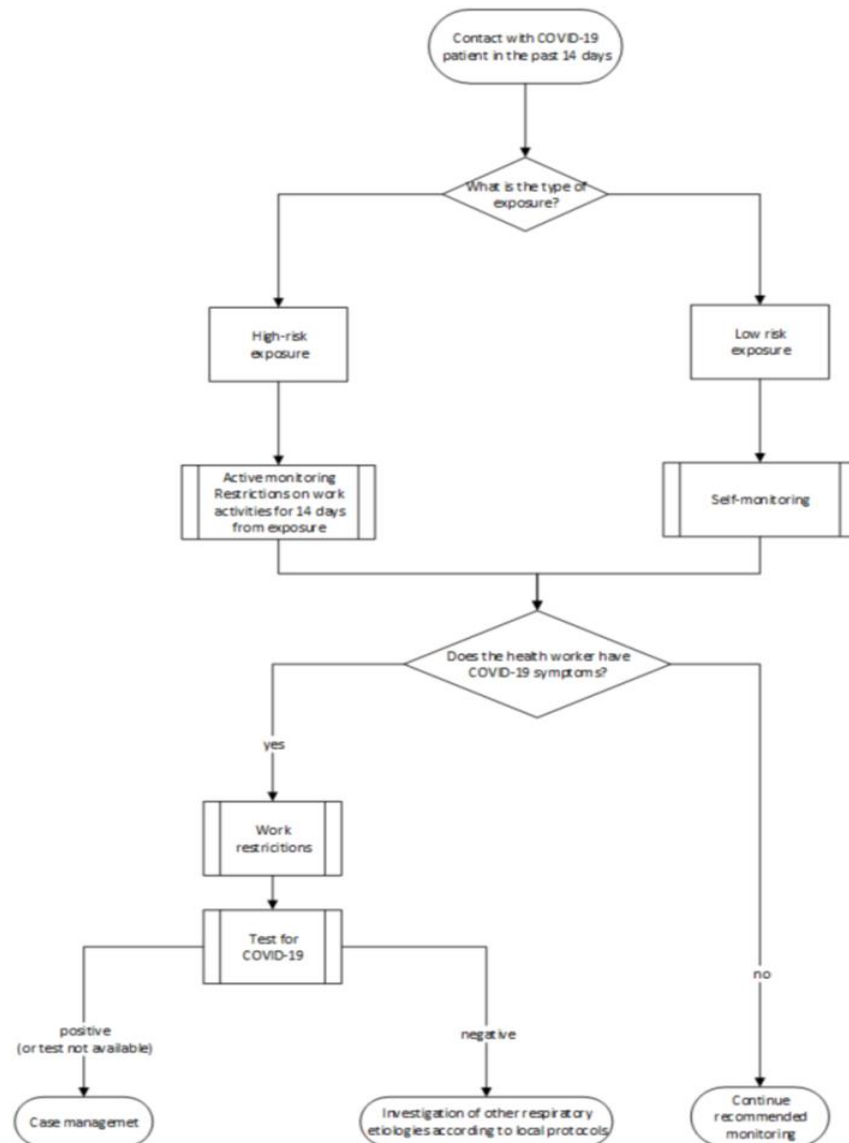 Contact with COVID-19
patient in the past 14 days
What is the type of
exposure?
High-risk
exposure
Low risk
exposure
Active monitoring
Restrictions on work
activities for 14 days
from exposure
Self-monitoring
Does the health worker have
COVID-19 symptoms?
yes
Work
restricitions
Test for
COVID-19
no
positive
(or test not available)
negative
Case managemet
Investigation of other respiratory
etiologies according to local protocols
Continue
recommended
monitoring